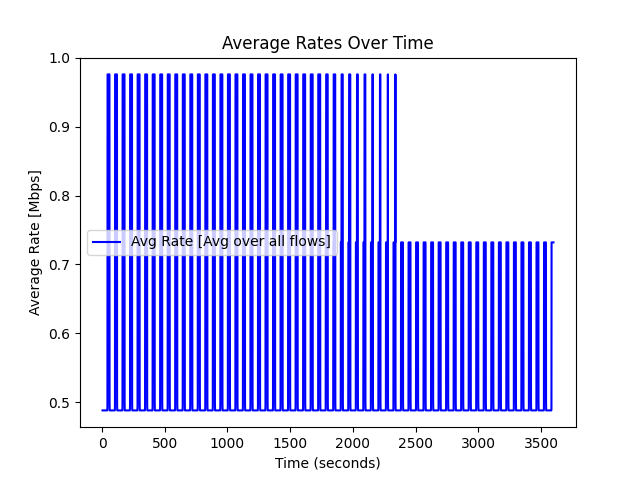 Average Rates Over Time
Average Rate [Mbps]
1.0
0.9
0.8
0.7
0.6
0.5
Avg Rate [Avg over all flows]
0 500 1000 1500 2000 2500 3000 3500
Time (seconds)